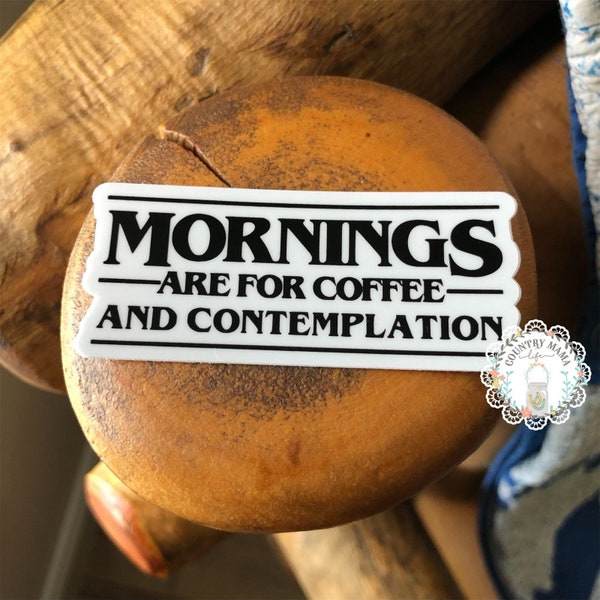 MORNINGS
ARE FOR COFFEE
AND CONTEMPLATION
COUNTRY MAMA
life